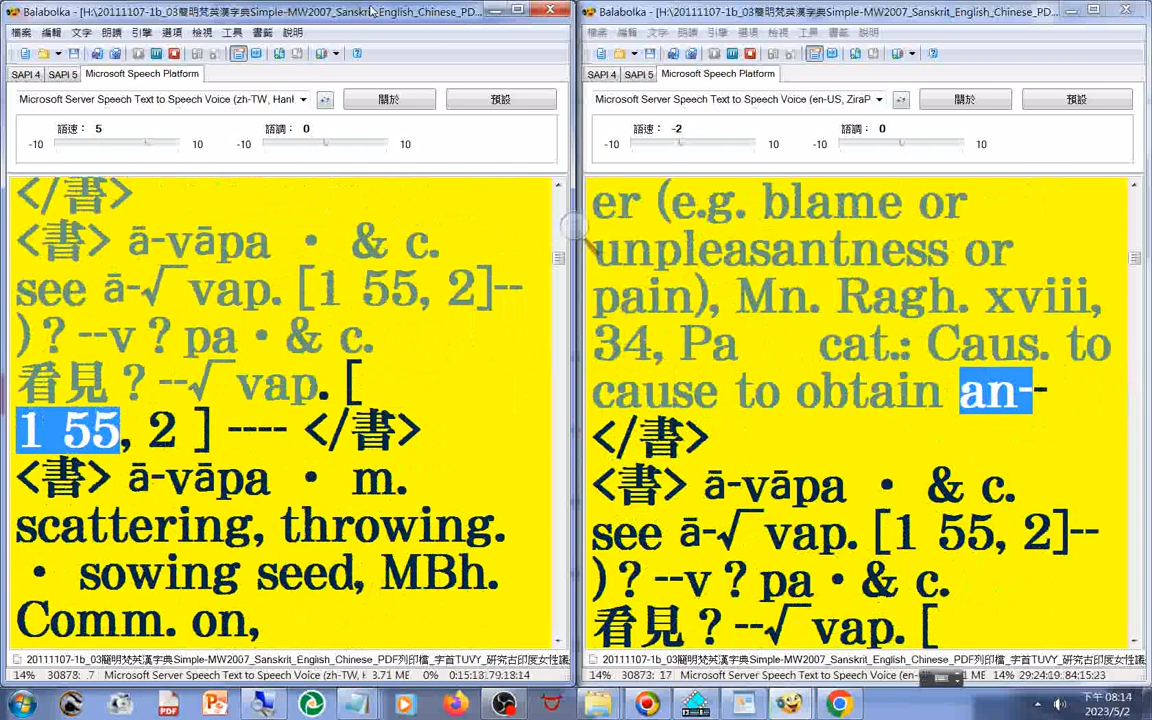 Balabolka - [H:\20111107-1b_03簡明梵英漢字典Simple-MW2007_Sanskrit_English_Chinese_PD...
檔案 編輯 文字 朗讀 引擎 選項 檢視 工具 書籤 說明
SAPI 4 SAPI 5 Microsoft Speech Platform
Microsoft Server Speech Text to Speech Voice (zh-TW, Hanl 關於 預設
語速： 5 語調： 0
-10 10 -10 10
</書>
<書> ā-vāpa • & c.
see ā-√ vap. [1 55, 2]--
)？--v？pa • & c.
看見？--√ vap. [
1 55, 2 ] ---- </書>
<書> ā-vāpa • m.
scattering, throwing.
• sowing seed, MBh.
Comm. on,
20111107-1b_03簡明梵英漢字典Simple-MW2007_Sanskrit_English_Chinese_PDF列印檔_字首TUVY_研究古印度女性議
14% 30873: .7 Microsoft Server Speech Text to Speech Voice (zh-TW, 3.71 ME 0% 0:15:18.79:18:14
Balabolka - [H:\20111107-1b_03簡明梵英漢字典Simple-MW2007_Sanskrit_English_Chinese_PD...
檔案 編輯 文字 朗讀 引擎 選項 檢視 工具 書籤 說明
SAPI 4 SAPI 5 Microsoft Speech Platform
Microsoft Server Speech Text to Speech Voice (en-US, ZiraP 關於 預設
語速： -2 語調： 0
-10 10 -10 10
er (e.g. blame or
unpleasantness or
pain), Mn. Ragh. xviii,
34, Pa cat.: Caus. to
cause to obtain an--
</書>
<書> ā-vāpa • & c.
see ā-√ vap. [1 55, 2]--
)？--v？pa • & c.
看見？--√ vap. [
20111107-1b_03簡明梵英漢字典Simple-MW2007_Sanskrit_English_Chinese_PDF列印檔_字首TUVY_研究古印度女性議
14% 30873: 17 Microsoft Server Speech Text to Speech Voice (en- 14% 29:24:19.84:15:23
下午 08:14
2023/5/2